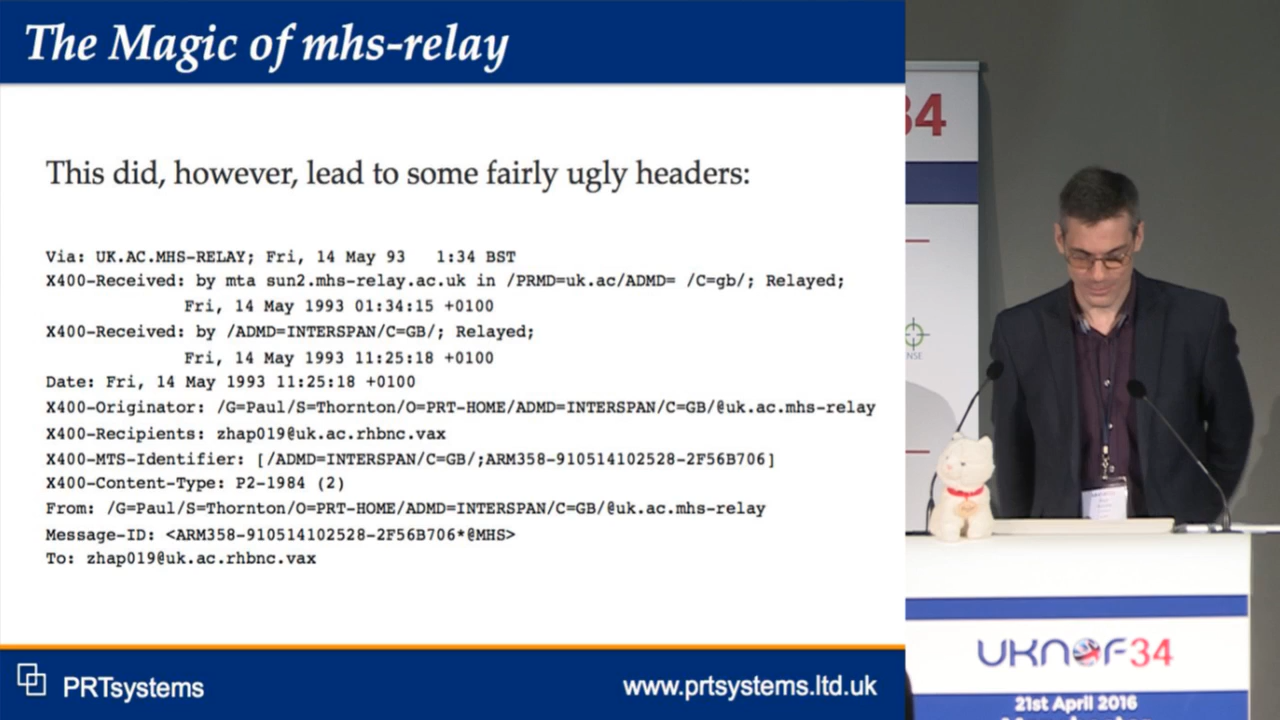 The Magic of mhs-relay
This did, however, lead to some fairly ugly headers:
Via: UK.AC.MHS-RELAY; Fri, 14 May 93 1:34 BST
X400-Received: by mta sun2.mhs-relay.ac.uk in /PRMD=uk.ac/ADMD= /C=gb/; Relayed;
Fri, 14 May 1993 01:34:15 +0100
X400-Received: by /ADMD=INTERSPAN/C=GB/; Relayed;
Fri, 14 May 1993 11:25:18 +0100
Date: Fri, 14 May 1993 11:25:18 +0100
X400-Originator: /G=Paul/S=Thornton/O=PRT-HOME/ADMD=INTERSPAN/C=GB/@uk.ac.mhs-relay
X400-Recipients: zhap019@uk.ac.rhbnc.vax
X400-MTS-Identifier: [/ADMD=INTERSPAN/C=GB/;ARM358-910514102528-2F56B706]
X400-Content-Type: P2-1984 (2)
From: /G=Paul/S=Thornton/O=PRT-HOME/ADMD=INTERSPAN/C=GB/@uk.ac.mhs-relay
Message-ID: <ARM358-910514102528-2F56B706*@MHS>
To: zhap019@uk.ac.rhbnc.vax
PRTsystems
www.prtsystems.ltd.uk
34
NSE
UKNOF34
21st April 2016